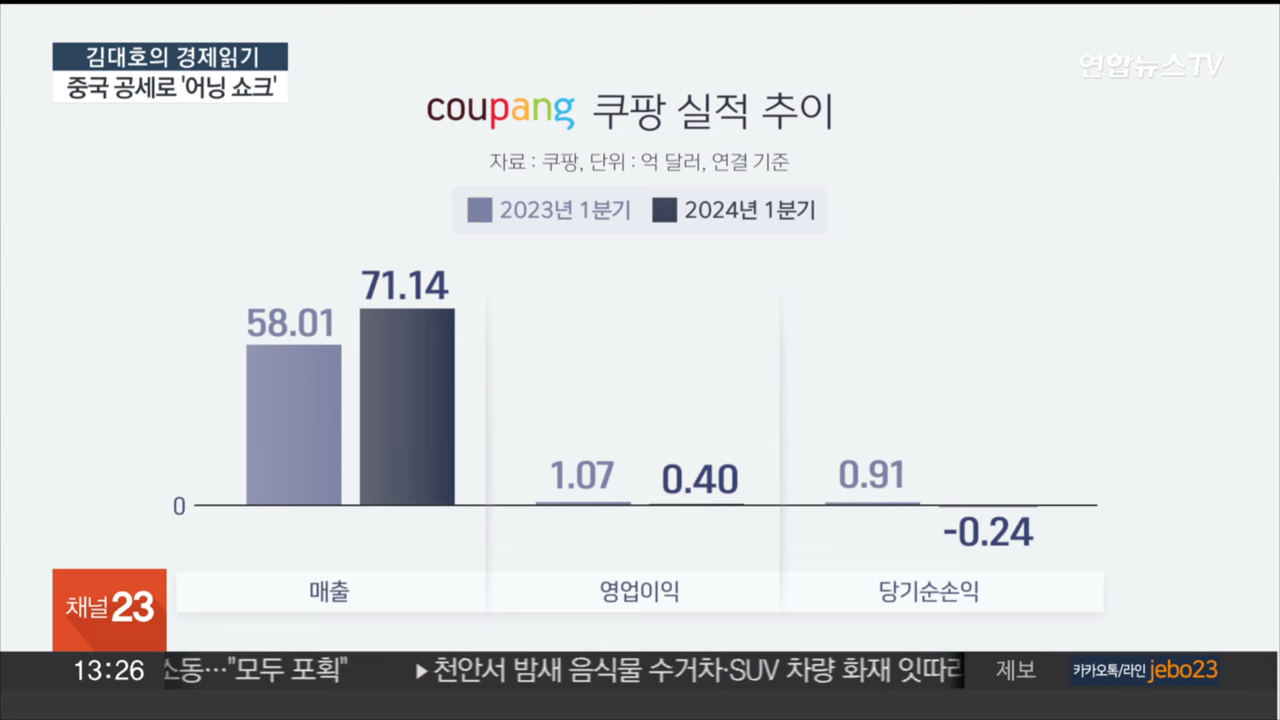 김대호의 경제읽기
중국 공세로 '어닝 쇼크'
연합뉴스TV
coupang 쿠팡 실적 추이
자료 : 쿠팡, 단위 : 억 달러, 연결 기준
2023년 1분기 2024년 1분기
58.01 71.14 1.07 0.40 0.91 -0.24
0
매출 영업이익 당기순손익
채널 23
13:26 소동…"모두 포획" ▶천안서 밤새 음식물 수거차·SUV 차량 화재 잇따라 제보 카카오톡/라인 jebo23